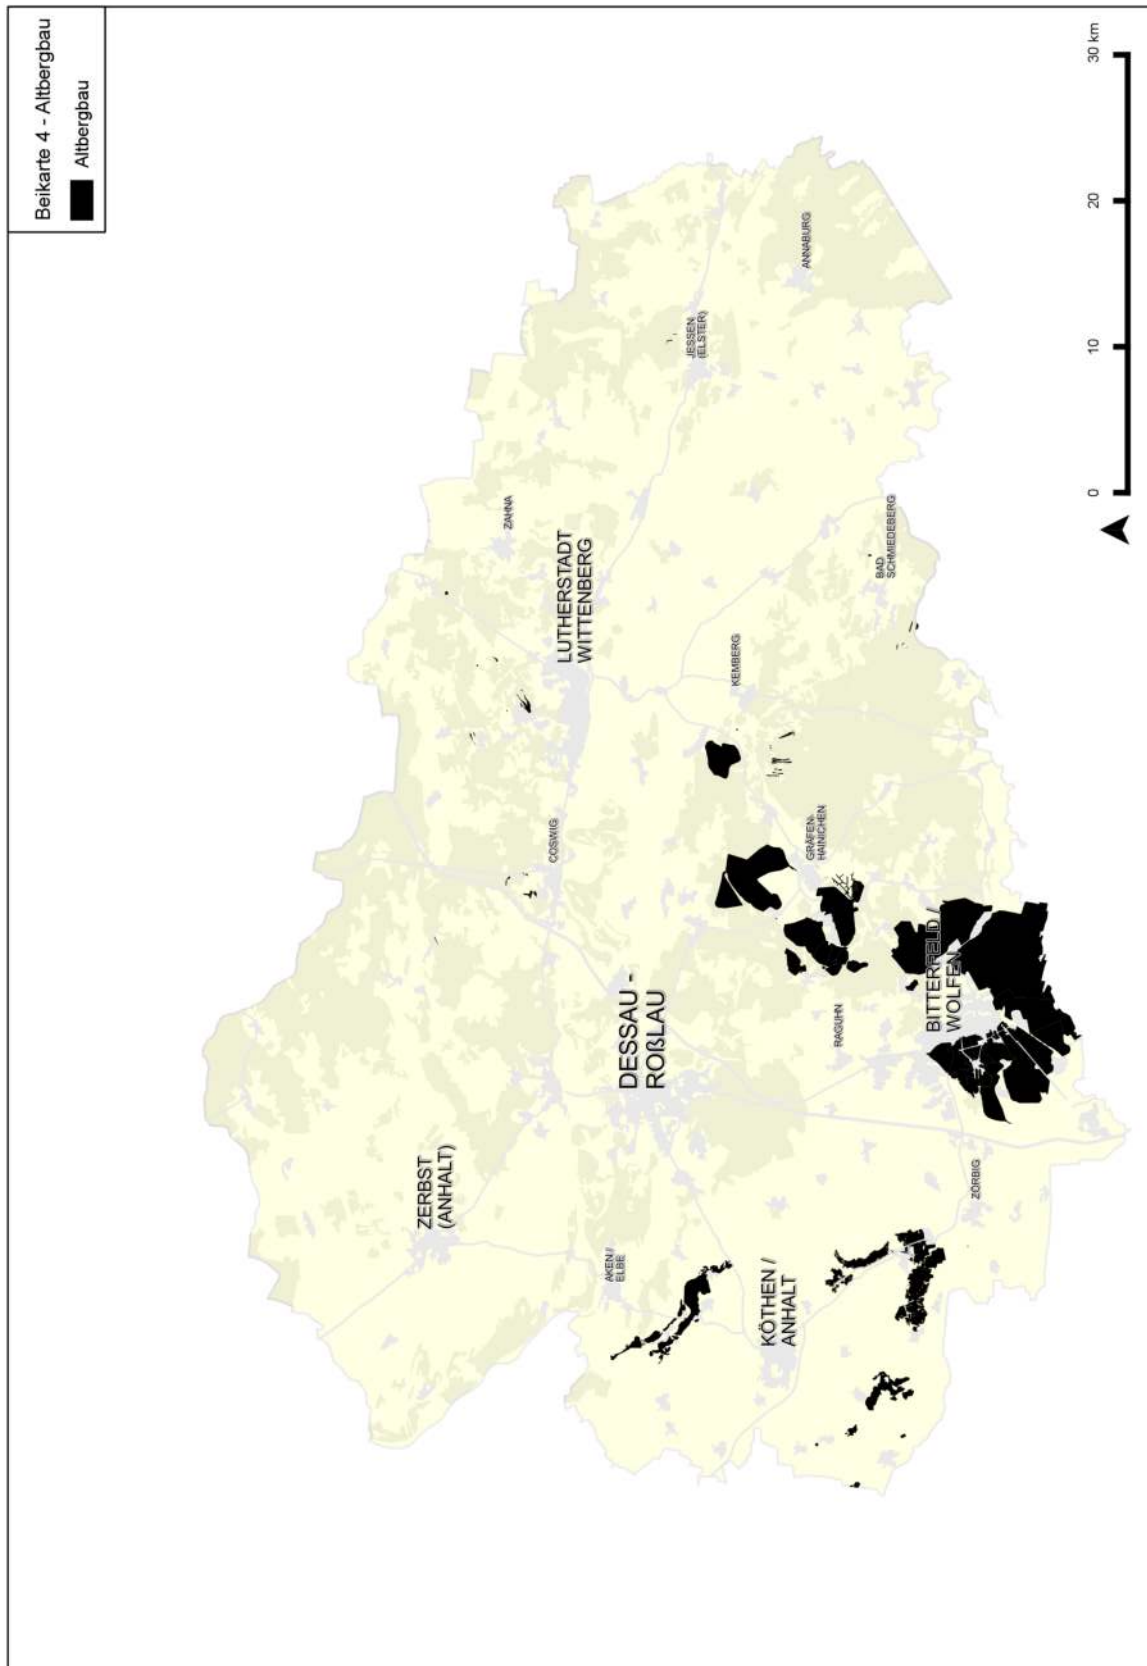 Beikarte 4 - Altbergbau
Altbergbau
ZERBST
(ANHALT)
AKEN /
ELBE
COSWIG
ZAHNA
LUTHERSTADT
WITTENBERG
DESSAU -
ROßLAU
JESSEN
(ELSTER)
KEMBERG
ANNABURG
KÖTHEN /
ANHALT
GRÄFEN-
HAINICHEN
RAGUHN
BAD
SCHMIEDEBERG
BITTERFELD /
WOLFEN
ZÖRBIG
0
10
20
30 km